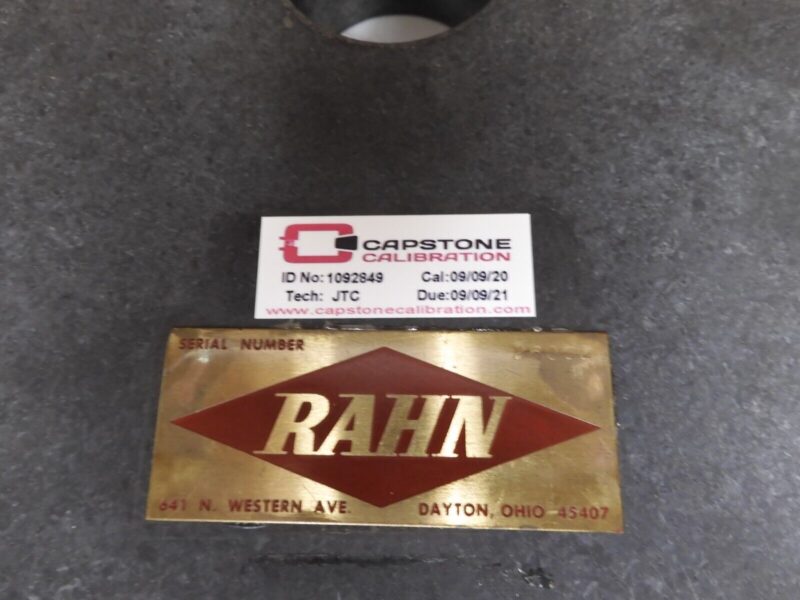 CAPSTONE
CALIBRATION
ID No: 1092849 Cal: 09/09/20
Tech: JTC Due: 09/09/21
www.capstonecalibration.com
SERIAL NUMBER
RAHN
641 N. WESTERN AVE. DAYTON, OHIO 45407